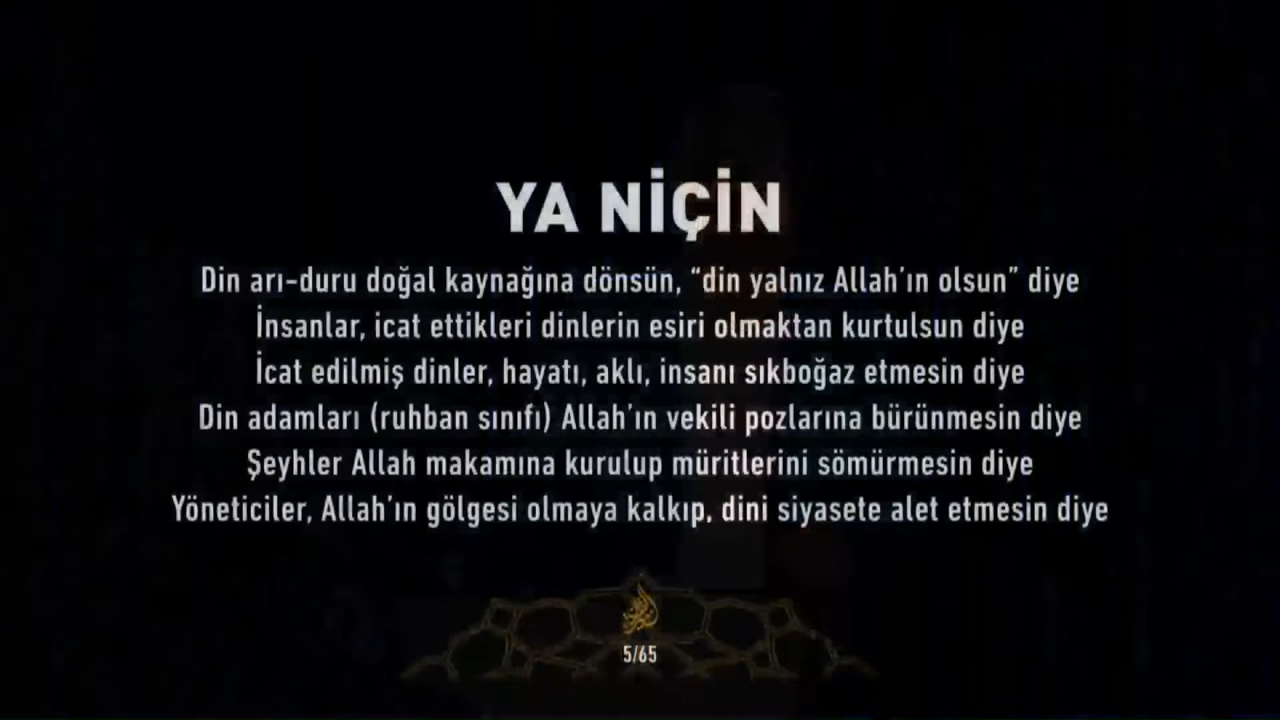 YA NİÇİN
Din arı-duru doğal kaynağına dönsün, “din yalnız Allah’ın olsun” diye
İnsanlar, icat ettikleri dinlerin esiri olmaktan kurtulsun diye
İcat edilmiş dinler, hayatı, aklı, insanı sıkboğaz etmesin diye
Din adamları (ruhban sınıfı) Allah’ın vekili pozlarına bürünmesin diye
Şeyhler Allah makamına kurulup müritlerini sömürmesin diye
Yöneticiler, Allah’ın gölgesi olmaya kalkıp, dini siyasete alet etmesin diye
5/65